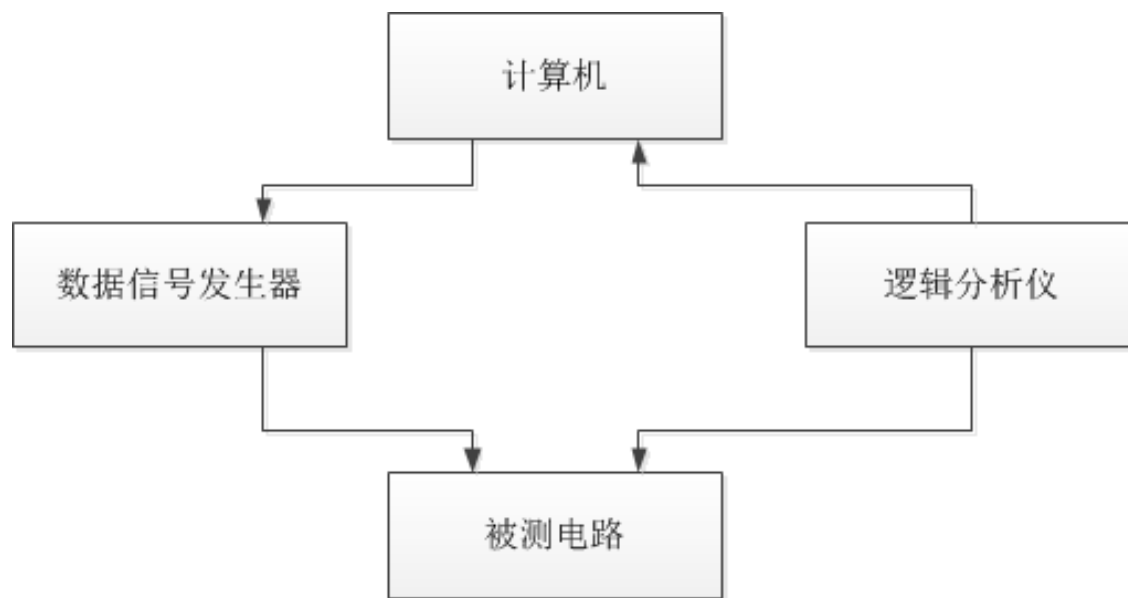 计算机
数据信号发生器
逻辑分析仪
被测电路